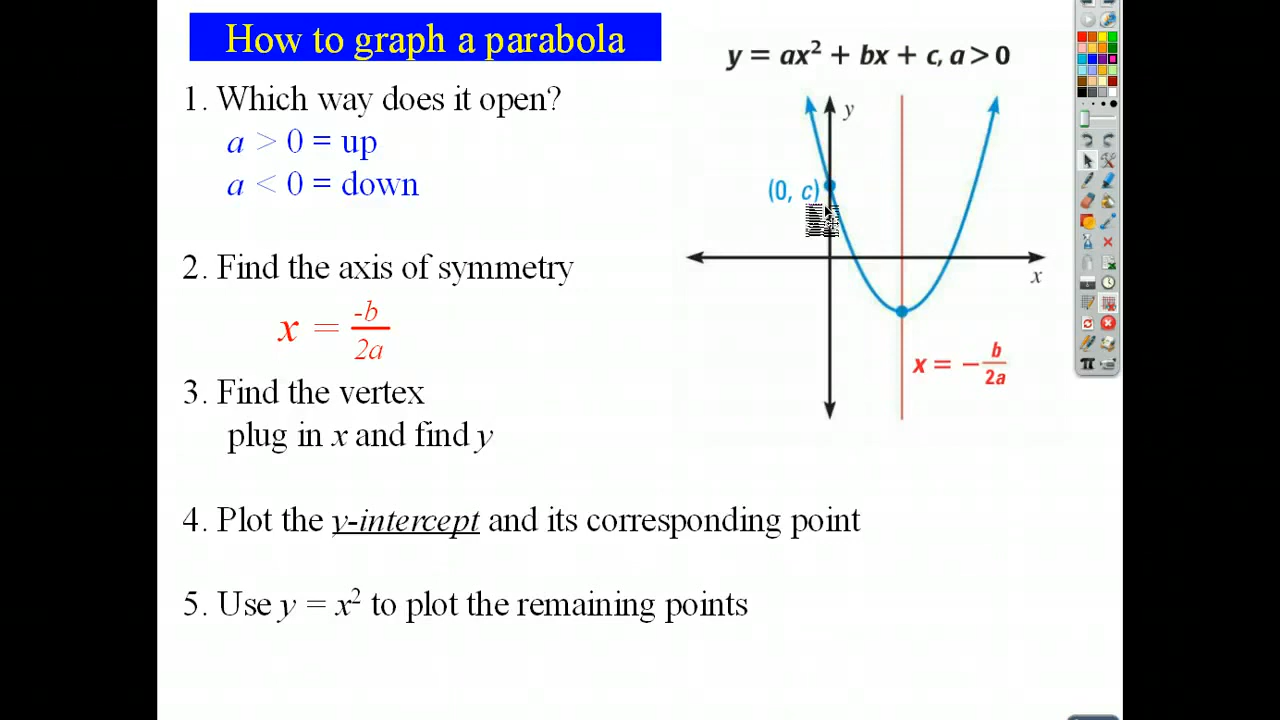 How to graph a parabola
y = ax² + bx + c, a > 0
1. Which way does it open?
a > 0 = up
a < 0 = down
2. Find the axis of symmetry
x = -b/2a
3. Find the vertex
plug in x and find y
4. Plot the y-intercept and its corresponding point
5. Use y = x² to plot the remaining points
y
(0, c)
x
x = - b/2a